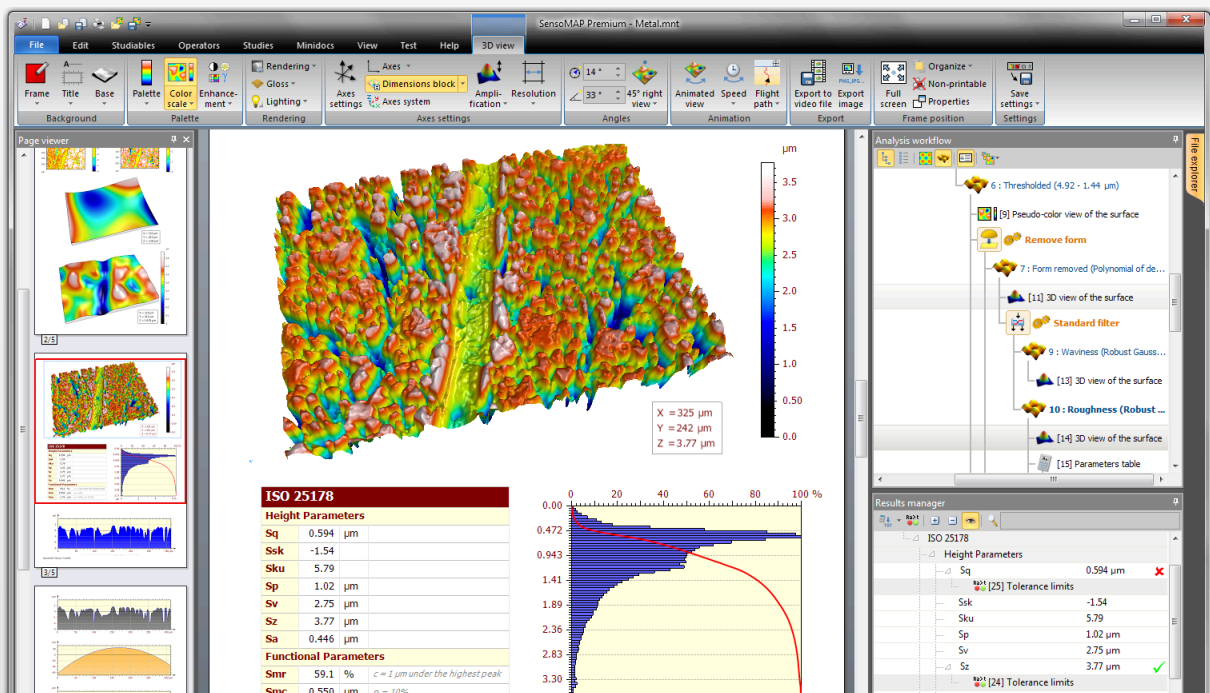 SensoMAP Premium - Metal.mnt
File Edit Studiables Operators Studies Minidocs View Test Help 3D view
Frame Title Base
Background
Palette Color scale Enhance-ment
Palette
Rendering
Gloss
Lighting
Rendering
Axes settings
Axes
Dimensions block
Axes system
Ampli-fication
Resolution
Axes settings
14 °
33 °
45° right view
Angles
Animated view Speed Flight path
Animation
Export to video file
PNG, JPG...
Export image
Export
Full screen
Organize
Non-printable
Properties
Frame position
Save settings
Settings
Page viewer
2/5
3/5
µm
3.5
3.0
2.5
2.0
1.5
1.0
0.50
0.0
X = 325 µm
Y = 242 µm
Z = 3.77 µm
ISO 25178
Height Parameters
Sq 0.594 µm
Ssk -1.54
Sku 5.79
Sp 1.02 µm
Sv 2.75 µm
Sz 3.77 µm
Sa 0.446 µm
Functional Parameters
Smr 59.1 % c = 1 µm under the highest peak
Smc 0.550 µm p = 10%
0 20 40 60 80 100 %
0.00
0.472
0.943
1.41
1.89
2.36
2.83
3.30
Analysis workflow
6 : Thresholded (4.92 - 1.44 µm)
[9] Pseudo-color view of the surface
Remove form
7 : Form removed (Polynomial of de...
[11] 3D view of the surface
Standard filter
9 : Waviness (Robust Gauss...
[13] 3D view of the surface
10 : Roughness (Robust ...
[14] 3D view of the surface
[15] Parameters table
File explorer
Results manager
ISO 25178
Height Parameters
Sq 0.594 µm
[25] Tolerance limits
Ssk -1.54
Sku 5.79
Sp 1.02 µm
Sv 2.75 µm
Sz 3.77 µm
[24] Tolerance limits